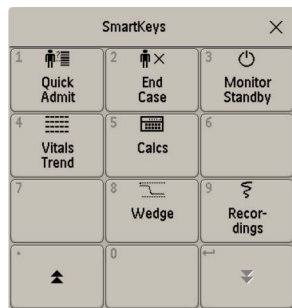 SmartKeys
1
2
3
Quick
Admit
End
Case
Monitor
Standby
4
5
6
Vitals
Trend
Calcs
7
8
9
Wedge
Recor-
dings
.
0